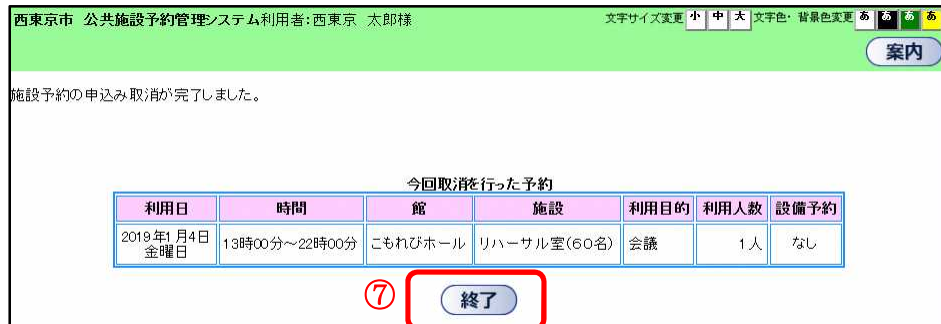 西東京市 公共施設予約管理システム利用者:西東京 太郎様 文字サイズ変更 小 中 大 文字色・背景色変更 あ あ あ あ
案内
施設予約の申込み取消が完了しました。
今回取消を行った予約
利用日 時間 館 施設 利用目的 利用人数 設備予約
2019年1月4日
金曜日 13時00分~22時00分 こもれびホール リハーサル室(60名) 会議 1人 なし
⑦ 終了